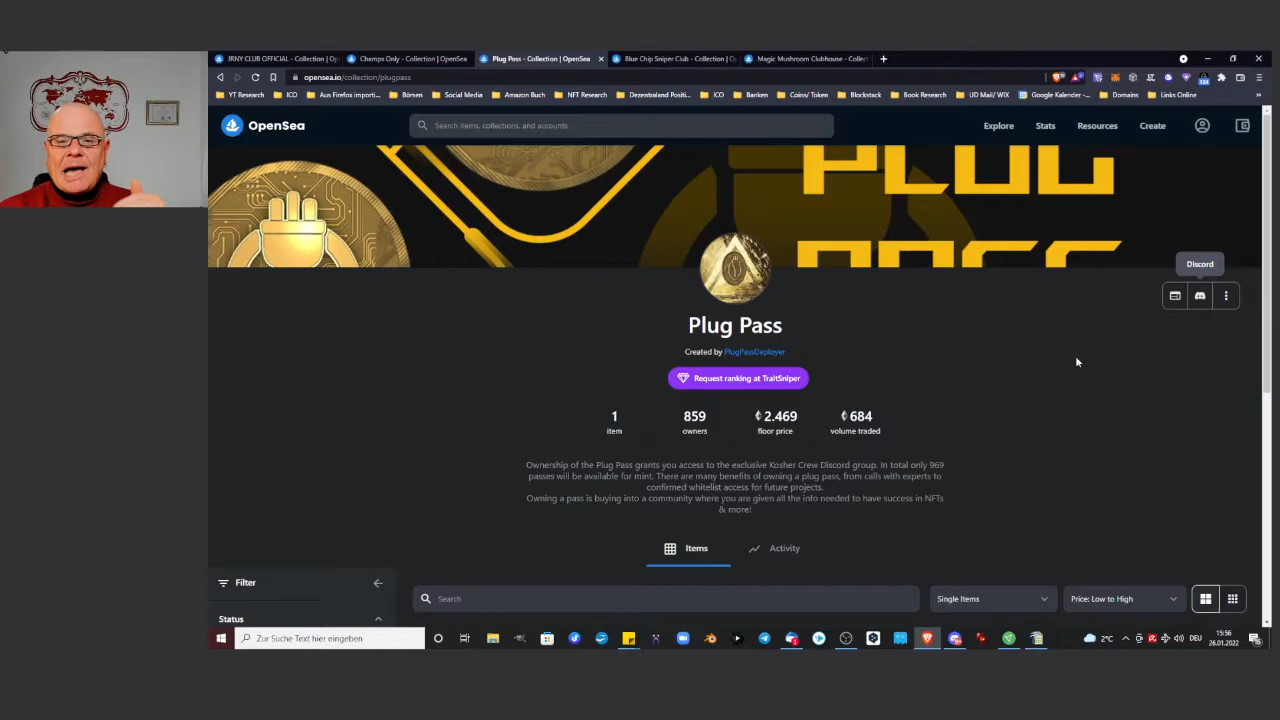 JRNY CLUB OFFICIAL - Collection | Op
Champs Only - Collection | OpenSea
Plug Pass - Collection | OpenSea
Blue Chip Sniper Club - Collection | O
Magic Mushroom Clubhouse - Collec
opensea.io/collection/plugpass
YT Research
ICO
Aus Firefox importi...
Börsen
Social Media
Amazon Buch
NFT Research
Dezentraland Positi...
ICO
Banken
Coins/ Token
Blockstack
Book Research
UD Mail/ WIX
Google Kalender -...
Domains
Links Online
OpenSea
Search items, collections, and accounts
Explore
Stats
Resources
Create
PLUG
PASS
Discord
Plug Pass
Created by PlugPassDeployer
Request ranking at TraitSniper
1
859
2.469
684
item
owners
floor price
volume traded
Ownership of the Plug Pass grants you access to the exclusive Kosher Crew Discord group. In total only 969
passes will be available for mint. There are many benefits of owning a plug pass, from calls with experts to
confirmed whitelist access for future projects.
Owning a pass is buying into a community where you are given all the info needed to have success in NFTs
& more!
Items
Activity
Filter
Search
Single Items
Price: Low to High
Status
Zur Suche Text hier eingeben
2°C
DEU
15:56
26.01.2022